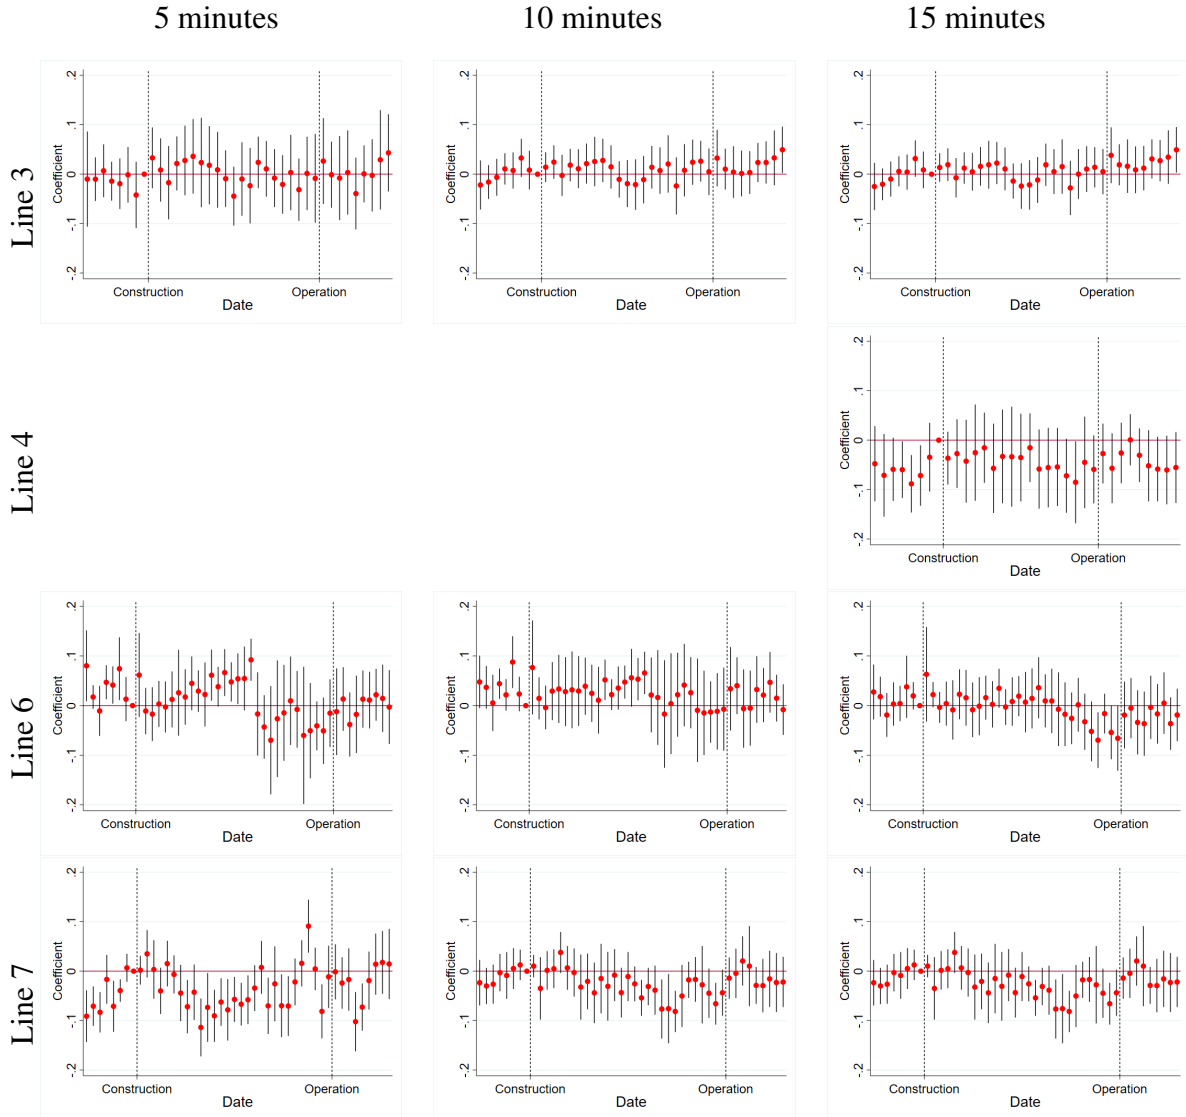 5 minutes 10 minutes 15 minutes
Line 3
Coefficient
.2
.1
0
-.1
-.2
Construction Operation
Date
Coefficient
.2
.1
0
-.1
-.2
Construction Operation
Date
Coefficient
.2
.1
0
-.1
-.2
Construction Operation
Date
Line 4
Coefficient
.2
.1
0
-.1
-.2
Construction Operation
Date
Line 6
Coefficient
.2
.1
0
-.1
-.2
Construction Operation
Date
Coefficient
.2
.1
0
-.1
-.2
Construction Operation
Date
Coefficient
.2
.1
0
-.1
-.2
Construction Operation
Date
Line 7
Coefficient
.2
.1
0
-.1
-.2
Construction Operation
Date
Coefficient
.2
.1
0
-.1
-.2
Construction Operation
Date
Coefficient
.2
.1
0
-.1
-.2
Construction Operation
Date